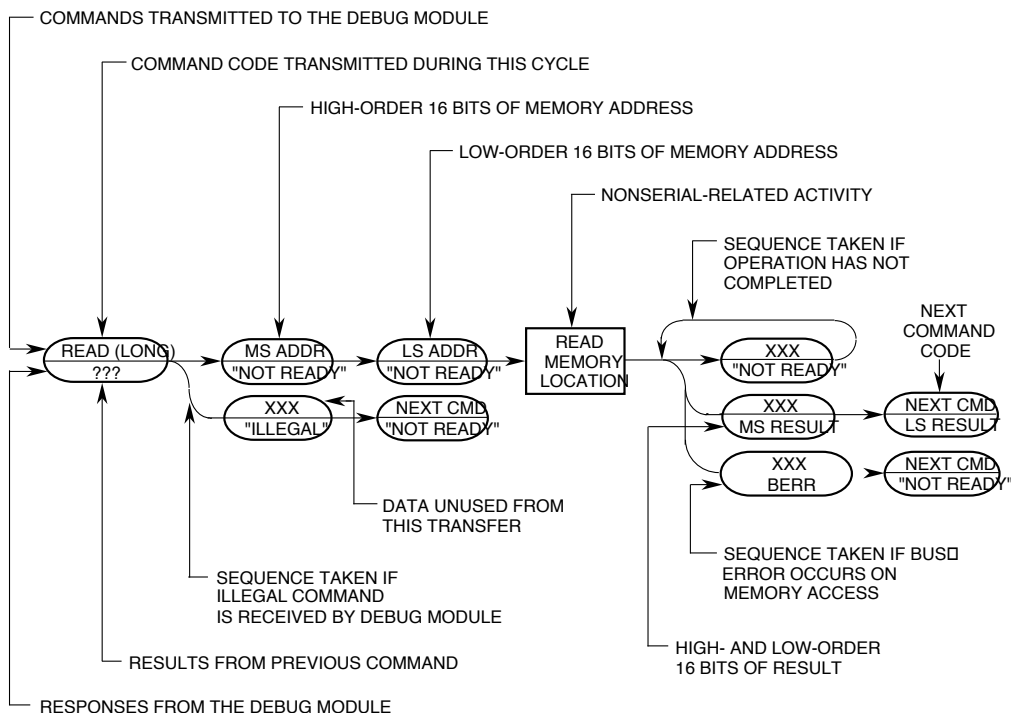 COMMANDS TRANSMITTED TO THE DEBUG MODULE
COMMAND CODE TRANSMITTED DURING THIS CYCLE
HIGH-ORDER 16 BITS OF MEMORY ADDRESS
LOW-ORDER 16 BITS OF MEMORY ADDRESS
NONSERIAL-RELATED ACTIVITY
SEQUENCE TAKEN IF
OPERATION HAS NOT
COMPLETED
NEXT
COMMAND
CODE
READ (LONG)
???
MS ADDR
"NOT READY"
LS ADDR
"NOT READY"
READ
MEMORY
LOCATION
XXX
"NOT READY"
XXX
"ILLEGAL"
NEXT CMD
"NOT READY"
XXX
MS RESULT
NEXT CMD
LS RESULT
XXX
BERR
NEXT CMD
"NOT READY"
DATA UNUSED FROM
THIS TRANSFER
SEQUENCE TAKEN IF BUS□
ERROR OCCURS ON
MEMORY ACCESS
SEQUENCE TAKEN IF
ILLEGAL COMMAND
IS RECEIVED BY DEBUG MODULE
HIGH- AND LOW-ORDER
16 BITS OF RESULT
RESULTS FROM PREVIOUS COMMAND
RESPONSES FROM THE DEBUG MODULE